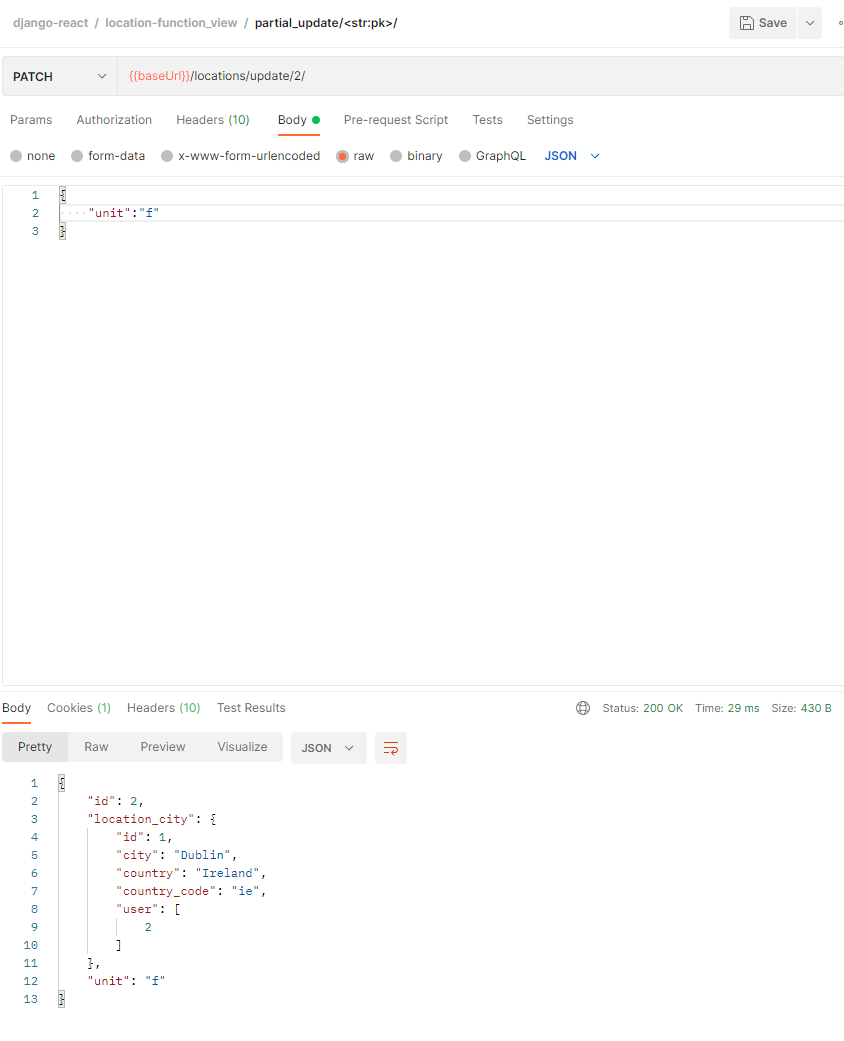 django-react / location-function_view / partial_update/<str:pk>/ Save
PATCH {{baseUrl}}/locations/update/2/
Params Authorization Headers (10) Body Pre-request Script Tests Settings
none form-data x-www-form-urlencoded raw binary GraphQL JSON
1 {
2 ····"unit":"f"
3 }
Body Cookies (1) Headers (10) Test Results Status: 200 OK Time: 29 ms Size: 430 B
Pretty Raw Preview Visualize JSON
1 {
2 "id": 2,
3 "location_city": {
4 "id": 1,
5 "city": "Dublin",
6 "country": "Ireland",
7 "country_code": "ie",
8 "user": [
9 2
10 ]
11 },
12 "unit": "f"
13 }